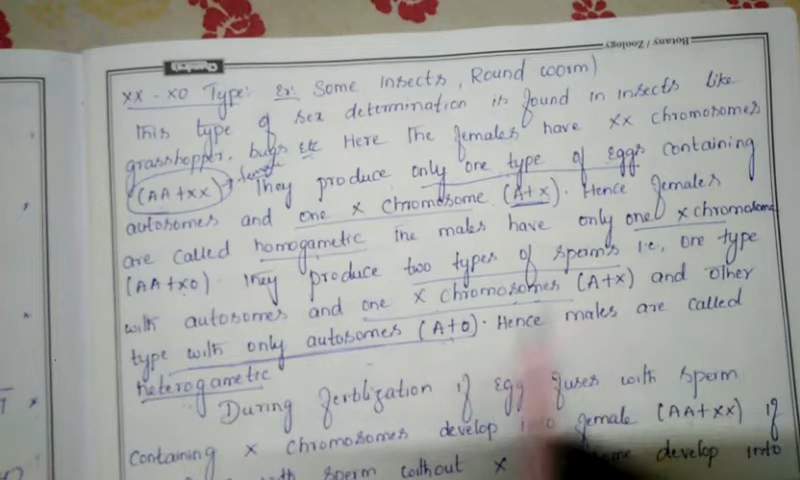 Botany / Zoology
Chandra's
XX - XO Type: Ex: Some Insects, Round worm)
This type of sex determination is found in insects like
grasshopper, bugs etc Here The females have XX chromosomes
(AA+XX) → female They produce only one type of Eggs containing
autosomes and one X chromosome (A+X). Hence females
are called homogametic The males have only one X chromosome
(AA+XO). They produce two types of sperms i.e, one type
with autosomes and one X chromosomes (A+X) and other
type with only autosomes (A+O). Hence males are called
heterogametic
During fertilization if Egg fuses with sperm
Containing X chromosomes develop into female (AA+XX) If
with sperm without X develop into